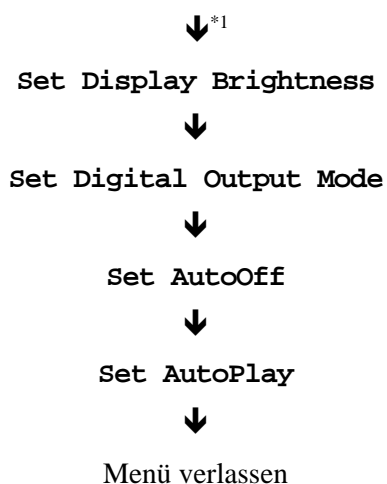 🡳*1
Set Display Brightness
🡳
Set Digital Output Mode
🡳
Set AutoOff
🡳
Set AutoPlay
🡳
Menü verlassen